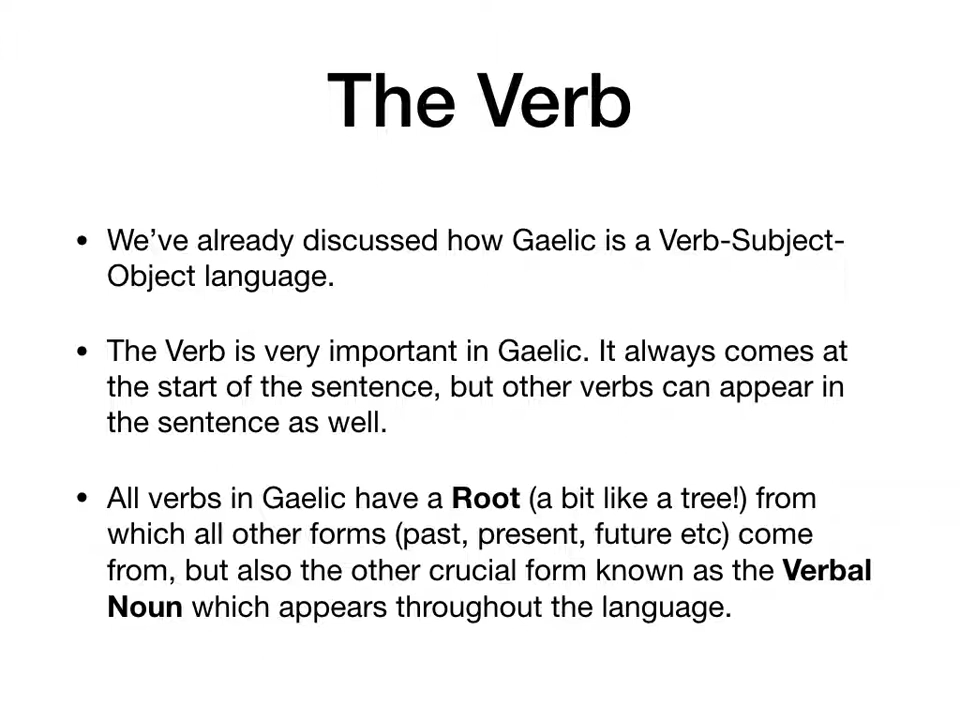 The Verb
• We’ve already discussed how Gaelic is a Verb-Subject-
Object language.
• The Verb is very important in Gaelic. It always comes at
the start of the sentence, but other verbs can appear in
the sentence as well.
• All verbs in Gaelic have a Root (a bit like a tree!) from
which all other forms (past, present, future etc) come
from, but also the other crucial form known as the Verbal
Noun which appears throughout the language.